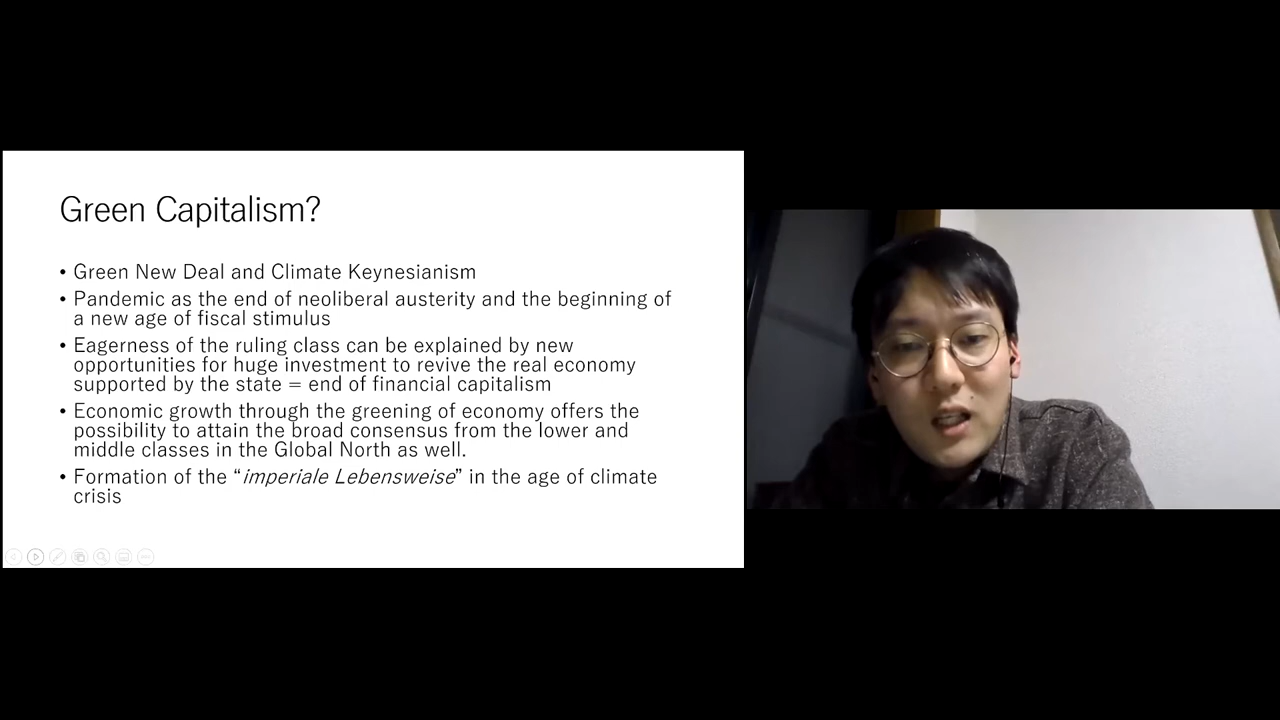 Green Capitalism?
• Green New Deal and Climate Keynesianism
• Pandemic as the end of neoliberal austerity and the beginning of
a new age of fiscal stimulus
• Eagerness of the ruling class can be explained by new
opportunities for huge investment to revive the real economy
supported by the state = end of financial capitalism
• Economic growth through the greening of economy offers the
possibility to attain the broad consensus from the lower and
middle classes in the Global North as well.
• Formation of the “imperiale Lebensweise” in the age of climate
crisis